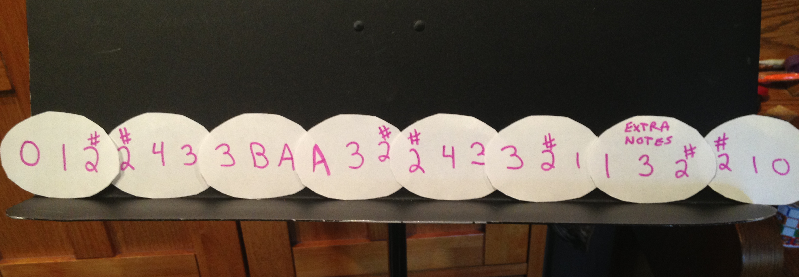 0 1 2#
#2 4 3
3 B A
A 3 2#
#2 4 3
3 2# 1
EXTRA
NOTES
1 3 2#
#2 1 0